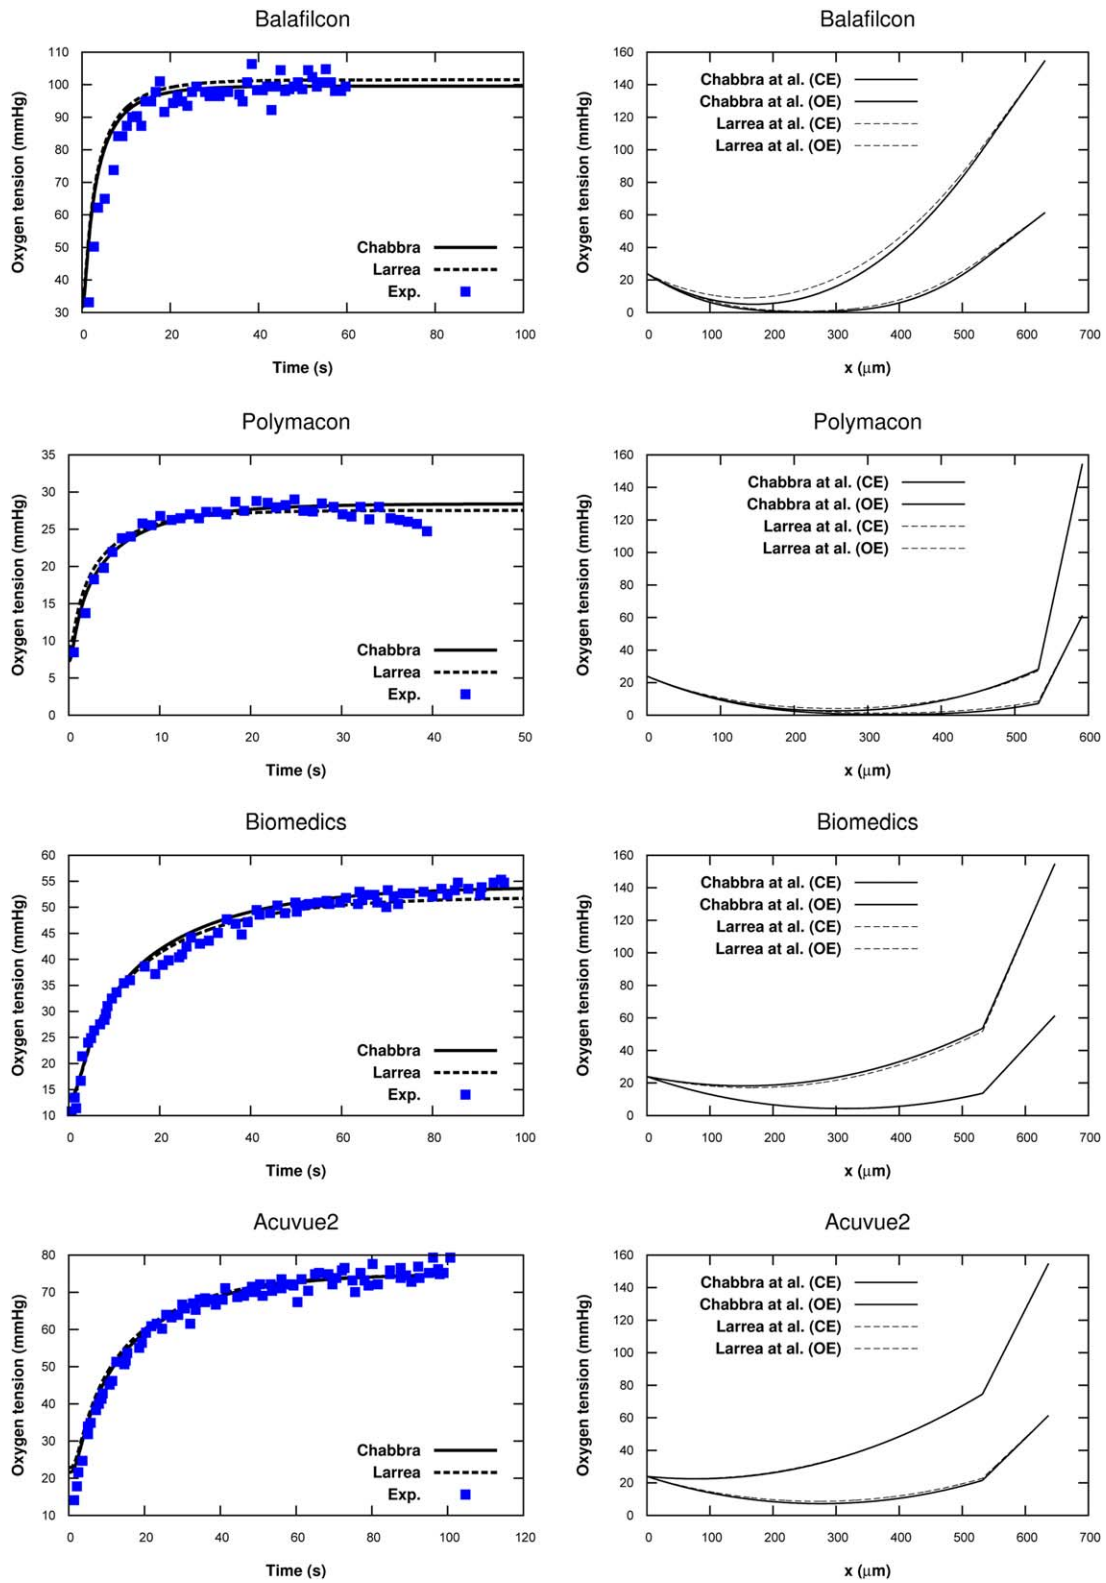 Balafilcon
Oxygen tension (mmHg)
110
100
90
80
70
60
50
40
30
Chabbra
Larrea
Exp.
0 20 40 60 80 100
Time (s)
Balafilcon
Oxygen tension (mmHg)
160
140
120
100
80
60
40
20
0
Chabbra at al. (CE)
Chabbra at al. (OE)
Larrea at al. (CE)
Larrea at al. (OE)
0 100 200 300 400 500 600 700
x (μm)
Polymacon
Oxygen tension (mmHg)
35
30
25
20
15
10
5
0
Chabbra
Larrea
Exp.
0 10 20 30 40 50
Time (s)
Polymacon
Oxygen tension (mmHg)
160
140
120
100
80
60
40
20
0
Chabbra at al. (CE)
Chabbra at al. (OE)
Larrea at al. (CE)
Larrea at al. (OE)
0 100 200 300 400 500 600
x (μm)
Biomedics
Oxygen tension (mmHg)
60
55
50
45
40
35
30
25
20
15
10
Chabbra
Larrea
Exp.
0 20 40 60 80 100
Time (s)
Biomedics
Oxygen tension (mmHg)
160
140
120
100
80
60
40
20
0
Chabbra at al. (CE)
Chabbra at al. (OE)
Larrea at al. (CE)
Larrea at al. (OE)
0 100 200 300 400 500 600 700
x (μm)
Acuvue2
Oxygen tension (mmHg)
80
70
60
50
40
30
20
10
Chabbra
Larrea
Exp.
0 20 40 60 80 100 120
Time (s)
Acuvue2
Oxygen tension (mmHg)
160
140
120
100
80
60
40
20
0
Chabbra at al. (CE)
Chabbra at al. (OE)
Larrea at al. (CE)
Larrea at al. (OE)
0 100 200 300 400 500 600 700
x (μm)